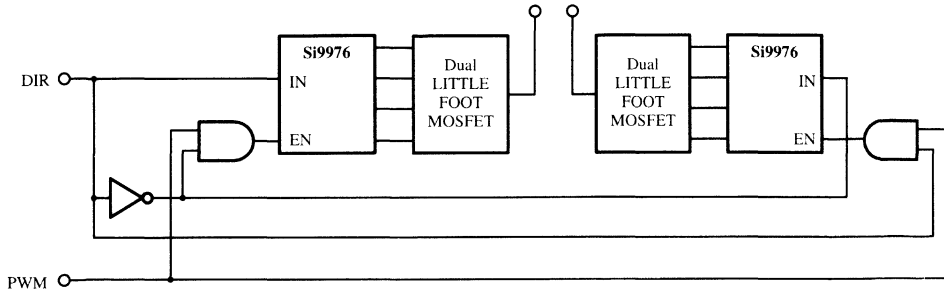 Si9976
Si9976
DIR
IN
Dual
LITTLE
FOOT
MOSFET
Dual
LITTLE
FOOT
MOSFET
IN
EN
EN
PWM